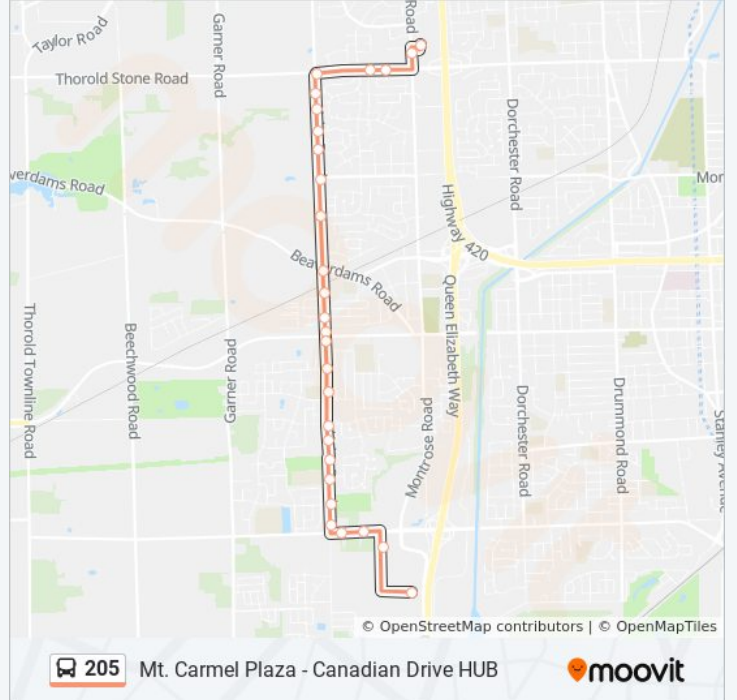 Road
Taylor Road
Garner Road
Thorold Stone Road
Dorchester Road
verdams Road
Mor
Highway 420
Beaverdams Road
Queen Elizabeth Way
Thorold Townline Road
Beechwood Road
Garner Road
Montrose Road
Dorchester Road
Drummond Road
Stanley Avenue
© OpenStreetMap contributors | © OpenMapTiles
205 Mt. Carmel Plaza - Canadian Drive HUB
moovit